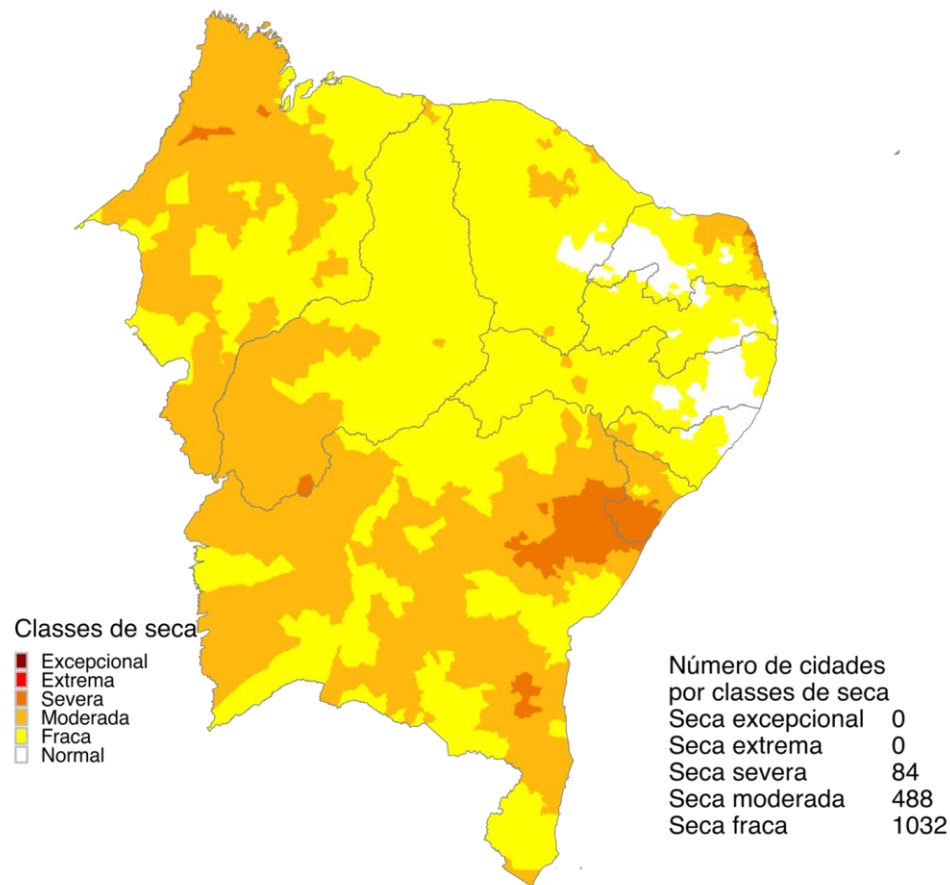 Classes de seca
Excepcional
Extrema
Severa
Moderada
Fraca
Normal
Número de cidades
por classes de seca
Seca excepcional 0
Seca extrema 0
Seca severa 84
Seca moderada 488
Seca fraca 1032